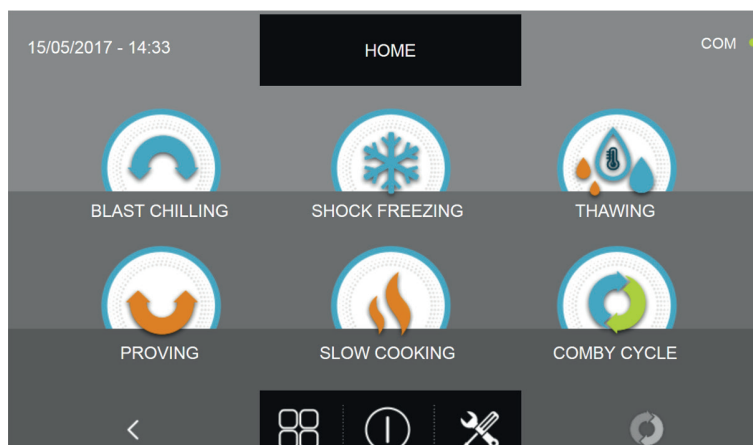 15/05/2017 - 14:33
HOME
COM
BLAST CHILLING
SHOCK FREEZING
THAWING
PROVING
SLOW COOKING
COMBY CYCLE